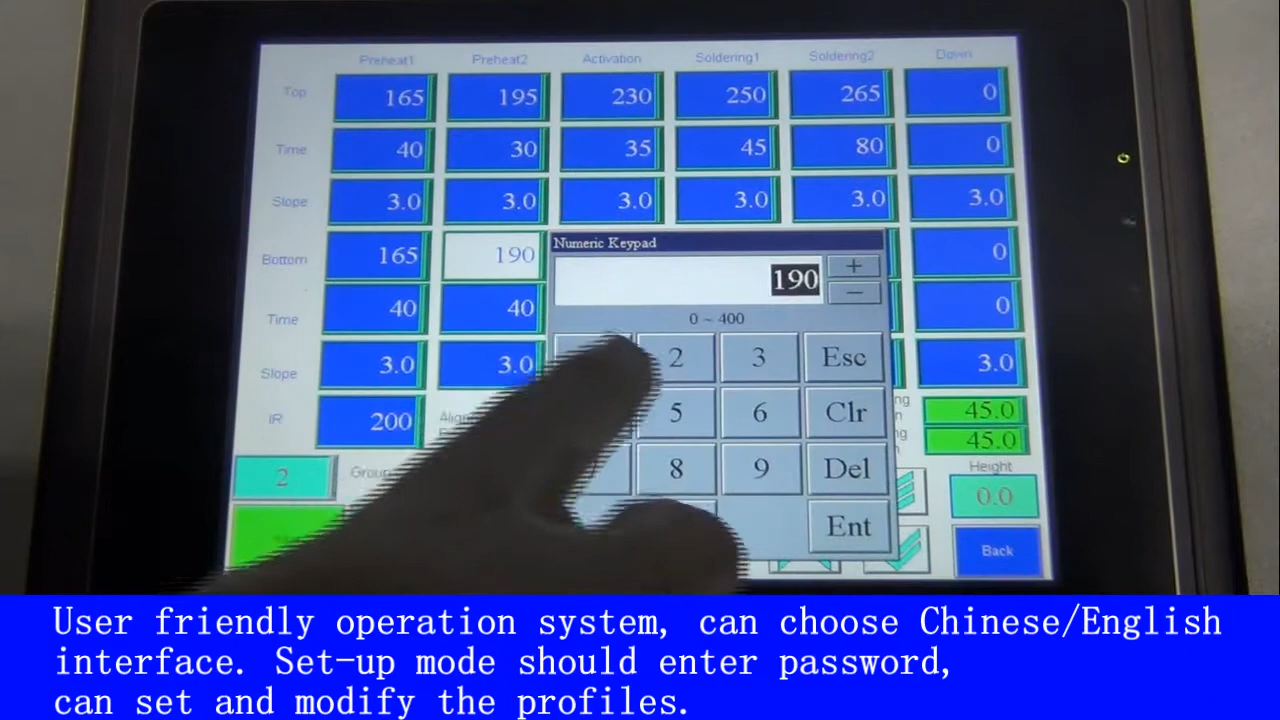 Preheat1 Preheat2 Activation Soldering1 Soldering2 Down
Top 165 195 230 250 265 0
Time 40 30 35 45 80 0
Slope 3.0 3.0 3.0 3.0 3.0 3.0
Bottom 165 190 0
Time 40 40 0
Slope 3.0 3.0 3.0
IR 200
Numeric Keypad
190 + −
0 ~ 400
2 3 Esc
5 6 Clr
8 9 Del
Ent
45.0
45.0
2
Height
0.0
Back
User friendly operation system, can choose Chinese/English
interface. Set-up mode should enter password,
can set and modify the profiles.